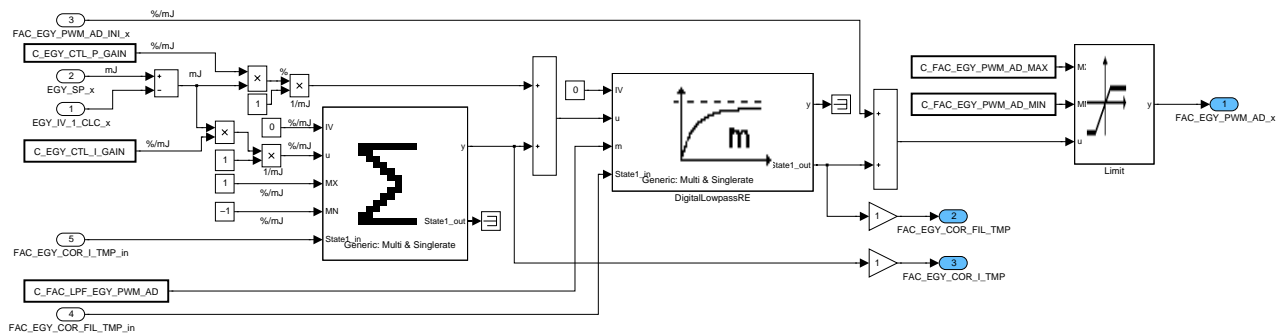 3
%/mJ
FAC_EGY_PWM_AD_INI_x
C_EGY_CTL_P_GAIN
%/mJ
2
mJ
EGY_SP_x
+
−
mJ
1
EGY_IV_1_CLC_x
×
%
×
1
1/mJ
C_EGY_CTL_I_GAIN
%/mJ
×
1
×
1/mJ
%/mJ
0
%/mJ
IV
u
1
%/mJ
MX
−1
%/mJ
MN
State1_in
y
State1_out
Generic: Multi & Singlerate
5
FAC_EGY_COR_I_TMP_in
C_FAC_LPF_EGY_PWM_AD
4
FAC_EGY_COR_FIL_TMP_in
+
+
0
IV
u
m
State1_in
m
y
State1_out
Generic: Multi & Singlerate
DigitalLowpassRE
+
+
C_FAC_EGY_PWM_AD_MAX
C_FAC_EGY_PWM_AD_MIN
u
y
Limit
1
FAC_EGY_PWM_AD_x
1
2
FAC_EGY_COR_FIL_TMP
1
3
FAC_EGY_COR_I_TMP